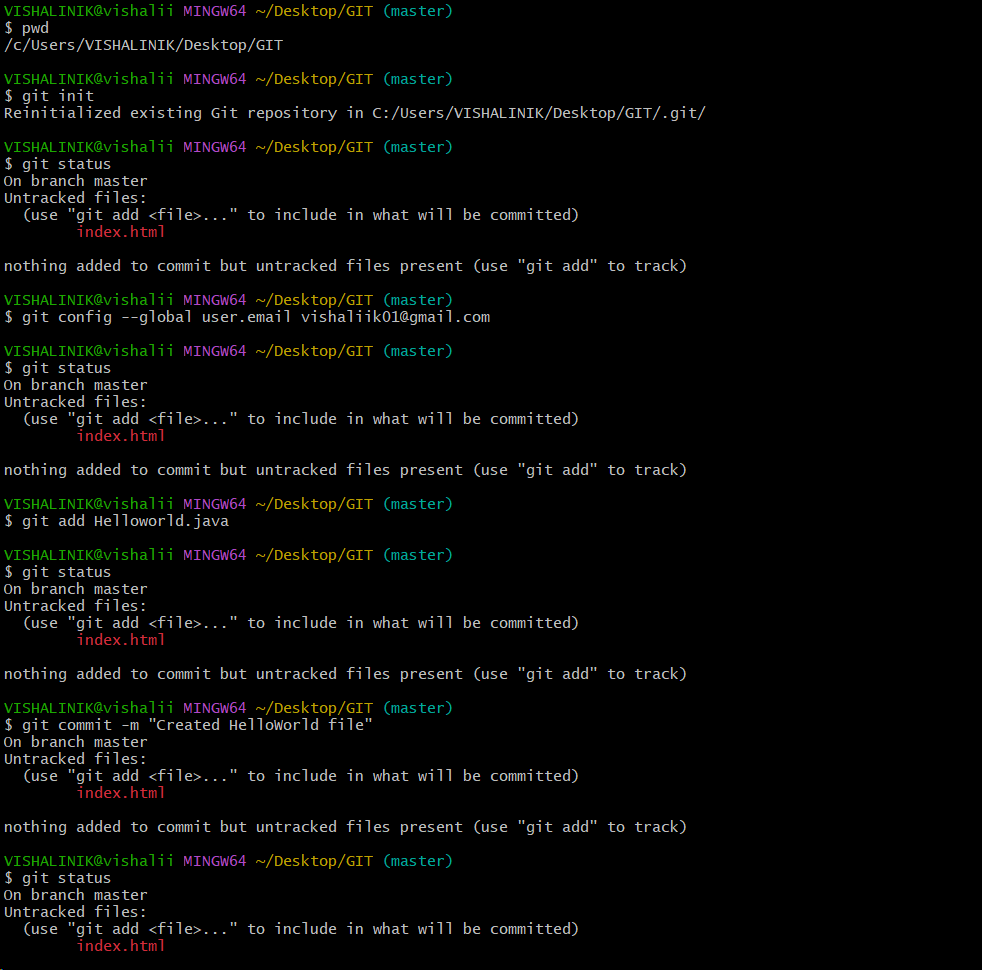 VISHALINIK@vishalii MINGW64 ~/Desktop/GIT (master)
$ pwd
/c/Users/VISHALINIK/Desktop/GIT
VISHALINIK@vishalii MINGW64 ~/Desktop/GIT (master)
$ git init
Reinitialized existing Git repository in C:/Users/VISHALINIK/Desktop/GIT/.git/
VISHALINIK@vishalii MINGW64 ~/Desktop/GIT (master)
$ git status
On branch master
Untracked files:
  (use "git add <file>..." to include in what will be committed)
        index.html
nothing added to commit but untracked files present (use "git add" to track)
VISHALINIK@vishalii MINGW64 ~/Desktop/GIT (master)
$ git config --global user.email vishaliik01@gmail.com
VISHALINIK@vishalii MINGW64 ~/Desktop/GIT (master)
$ git status
On branch master
Untracked files:
  (use "git add <file>..." to include in what will be committed)
        index.html
nothing added to commit but untracked files present (use "git add" to track)
VISHALINIK@vishalii MINGW64 ~/Desktop/GIT (master)
$ git add Helloworld.java
VISHALINIK@vishalii MINGW64 ~/Desktop/GIT (master)
$ git status
On branch master
Untracked files:
  (use "git add <file>..." to include in what will be committed)
        index.html
nothing added to commit but untracked files present (use "git add" to track)
VISHALINIK@vishalii MINGW64 ~/Desktop/GIT (master)
$ git commit -m "Created HelloWorld file"
On branch master
Untracked files:
  (use "git add <file>..." to include in what will be committed)
        index.html
nothing added to commit but untracked files present (use "git add" to track)
VISHALINIK@vishalii MINGW64 ~/Desktop/GIT (master)
$ git status
On branch master
Untracked files:
  (use "git add <file>..." to include in what will be committed)
        index.html